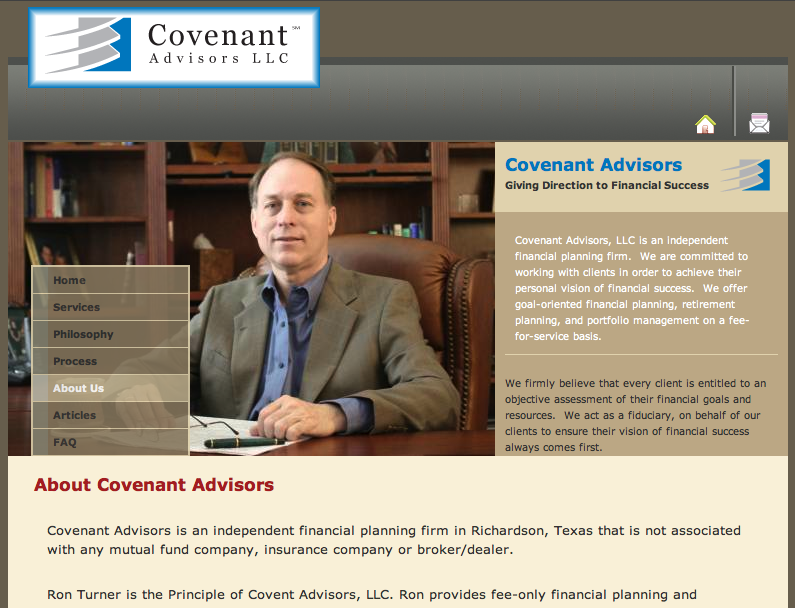 Covenant SM
Advisors LLC
Covenant Advisors
Giving Direction to Financial Success
Covenant Advisors, LLC is an independent
financial planning firm. We are committed to
working with clients in order to achieve their
personal vision of financial success. We offer
goal-oriented financial planning, retirement
planning, and portfolio management on a fee-
for-service basis.
We firmly believe that every client is entitled to an
objective assessment of their financial goals and
resources. We act as a fiduciary, on behalf of our
clients to ensure their vision of financial success
always comes first.
Home
Services
Philosophy
Process
About Us
Articles
FAQ
About Covenant Advisors
Covenant Advisors is an independent financial planning firm in Richardson, Texas that is not associated
with any mutual fund company, insurance company or broker/dealer.
Ron Turner is the Principle of Covent Advisors, LLC. Ron provides fee-only financial planning and